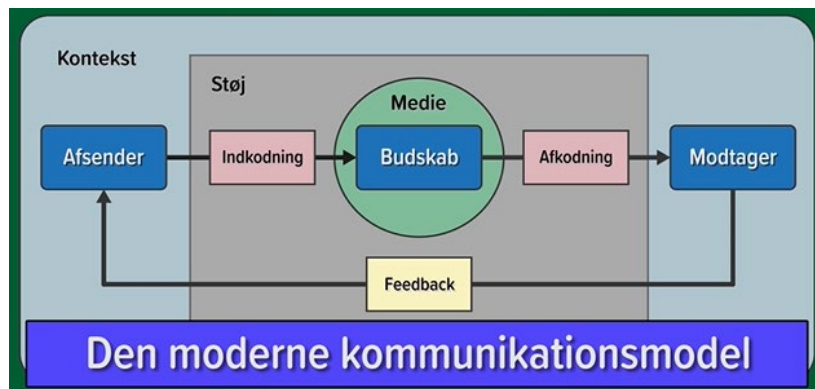 Kontekst
Støj
Medie
Afsender
Indkodning
Budskab
Afkodning
Modtager
Feedback
Den moderne kommunikationsmodel